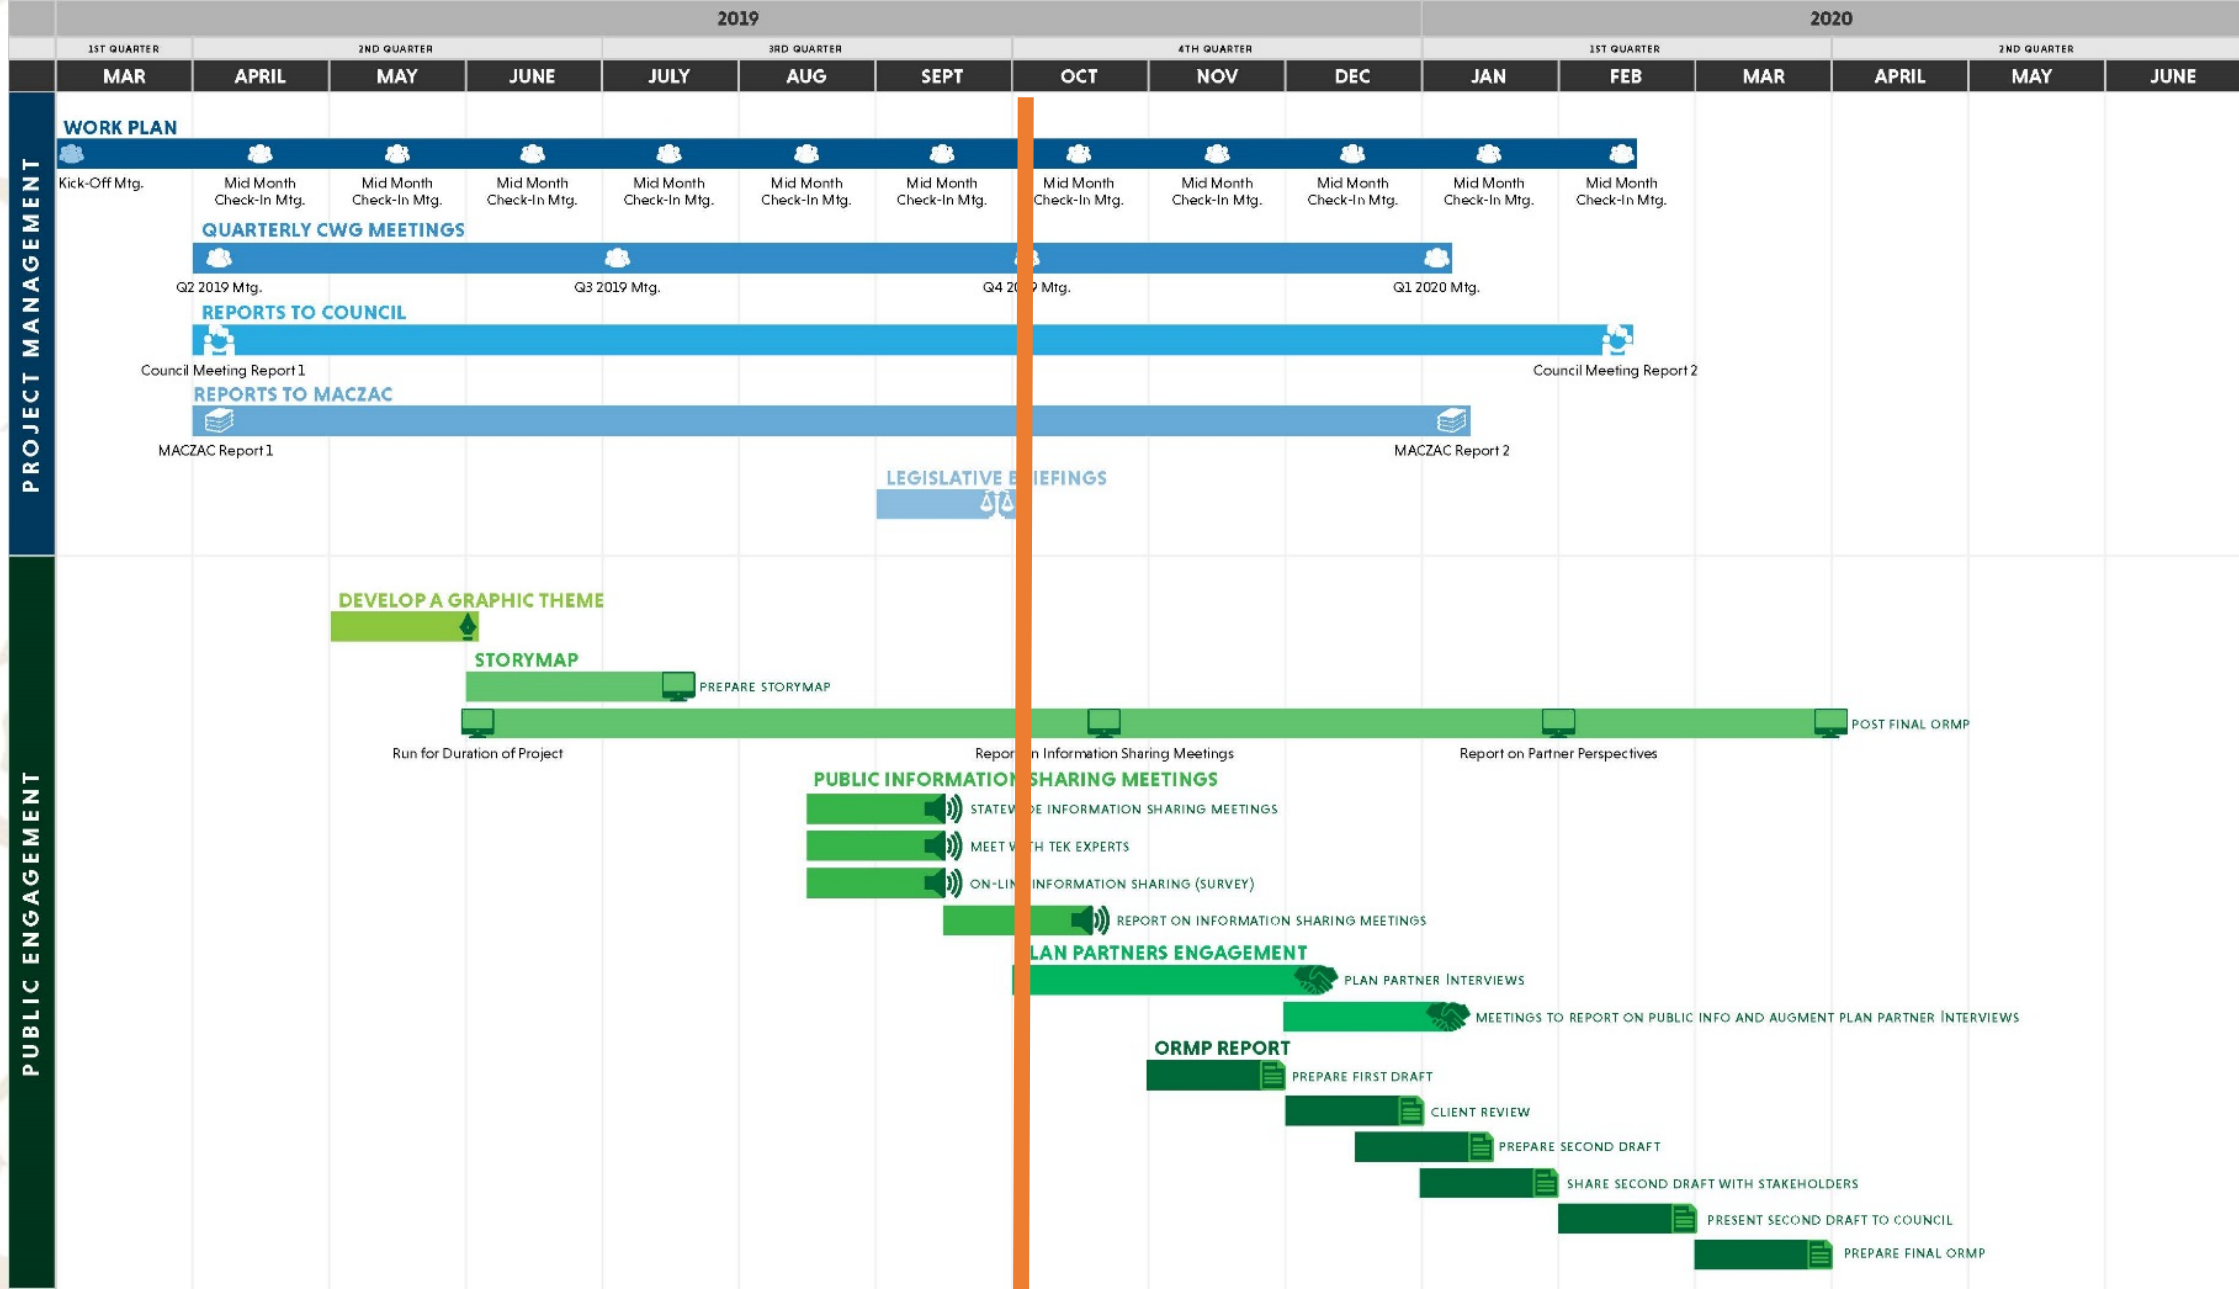 2019 2020
1ST QUARTER 2ND QUARTER 3RD QUARTER 4TH QUARTER 1ST QUARTER 2ND QUARTER
MAR APRIL MAY JUNE JULY AUG SEPT OCT NOV DEC JAN FEB MAR APRIL MAY JUNE
PROJECT MANAGEMENT
WORK PLAN
Kick-Off Mtg. Mid Month Mid Month Mid Month Mid Month Mid Month Mid Month Mid Month Mid Month Mid Month Mid Month Mid Month
Check-In Mtg. Check-In Mtg. Check-In Mtg. Check-In Mtg. Check-In Mtg. Check-In Mtg. Check-In Mtg. Check-In Mtg. Check-In Mtg. Check-In Mtg. Check-In Mtg.
QUARTERLY CWG MEETINGS
Q2 2019 Mtg. Q3 2019 Mtg. Q4 2019 Mtg. Q1 2020 Mtg.
REPORTS TO COUNCIL
Council Meeting Report 1 Council Meeting Report 2
REPORTS TO MACZAC
MACZAC Report 1 MACZAC Report 2
LEGISLATIVE BRIEFINGS
PUBLIC ENGAGEMENT
DEVELOP A GRAPHIC THEME
STORYMAP
PREPARE STORYMAP
POST FINAL ORMP
Run for Duration of Project Report on Information Sharing Meetings Report on Partner Perspectives
PUBLIC INFORMATION SHARING MEETINGS
STATEWIDE INFORMATION SHARING MEETINGS
MEET WITH TEK EXPERTS
ON-LINE INFORMATION SHARING (SURVEY)
REPORT ON INFORMATION SHARING MEETINGS
PLAN PARTNERS ENGAGEMENT
PLAN PARTNER INTERVIEWS
MEETINGS TO REPORT ON PUBLIC INFO AND AUGMENT PLAN PARTNER INTERVIEWS
ORMP REPORT
PREPARE FIRST DRAFT
CLIENT REVIEW
PREPARE SECOND DRAFT
SHARE SECOND DRAFT WITH STAKEHOLDERS
PRESENT SECOND DRAFT TO COUNCIL
PREPARE FINAL ORMP